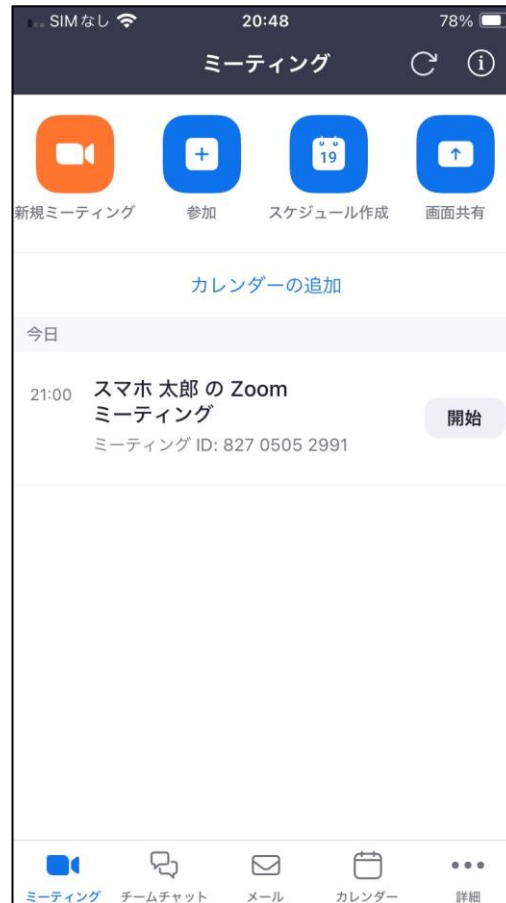 SIMなし 20:48 78%
ミーティング
19
新規ミーティング 参加 スケジュール作成 画面共有
カレンダーの追加
今日
21:00 スマホ 太郎 の Zoom
ミーティング
開始
ミーティング ID: 827 0505 2991
ミーティング チームチャット メール カレンダー 詳細